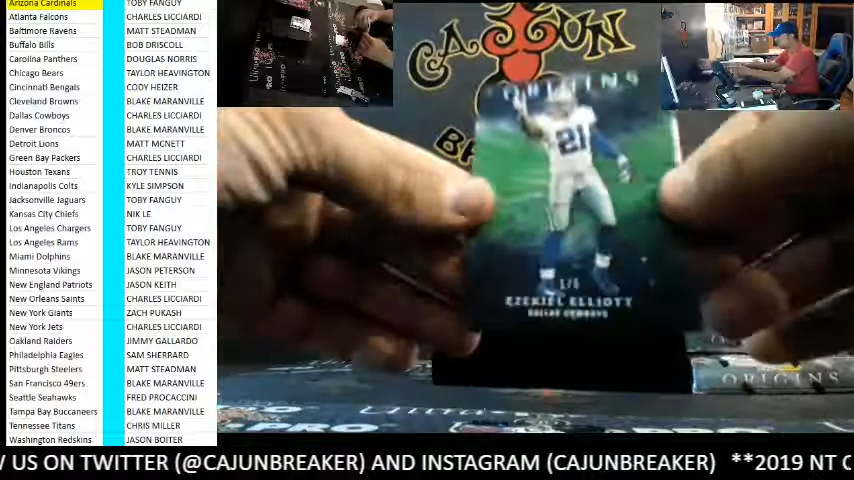 Arizona Cardinals TOBY FANGUY
Atlanta Falcons CHARLES LICCIARDI
Baltimore Ravens MATT STEADMAN
Buffalo Bills BOB DRISCOLL
Carolina Panthers DOUGLAS NORRIS
Chicago Bears TAYLOR HEAVINGTON
Cincinnati Bengals CODY HEIZER
Cleveland Browns BLAKE MARANVILLE
Dallas Cowboys CHARLES LICCIARDI
Denver Broncos BLAKE MARANVILLE
Detroit Lions MATT MCNETT
Green Bay Packers CHARLES LICCIARDI
Houston Texans TROY TENNIS
Indianapolis Colts KYLE SIMPSON
Jacksonville Jaguars TOBY FANGUY
Kansas City Chiefs NIK LE
Los Angeles Chargers TOBY FANGUY
Los Angeles Rams TAYLOR HEAVINGTON
Miami Dolphins BLAKE MARANVILLE
Minnesota Vikings JASON PETERSON
New England Patriots JASON KEITH
New Orleans Saints CHARLES LICCIARDI
New York Giants ZACH PUKASH
New York Jets CHARLES LICCIARDI
Oakland Raiders JIMMY GALLARDO
Philadelphia Eagles SAM SHERRARD
Pittsburgh Steelers MATT STEADMAN
San Francisco 49ers BLAKE MARANVILLE
Seattle Seahawks FRED PROCACCINI
Tampa Bay Buccaneers BLAKE MARANVILLE
Tennessee Titans CHRIS MILLER
Washington Redskins JASON BOITER
CAJUN
ORIGINS
21
EZEKIEL ELLIOTT
DALLAS COWBOYS
ORIGINS
PRO
W US ON TWITTER (@CAJUNBREAKER) AND INSTAGRAM (CAJUNBREAKER) **2019 NT